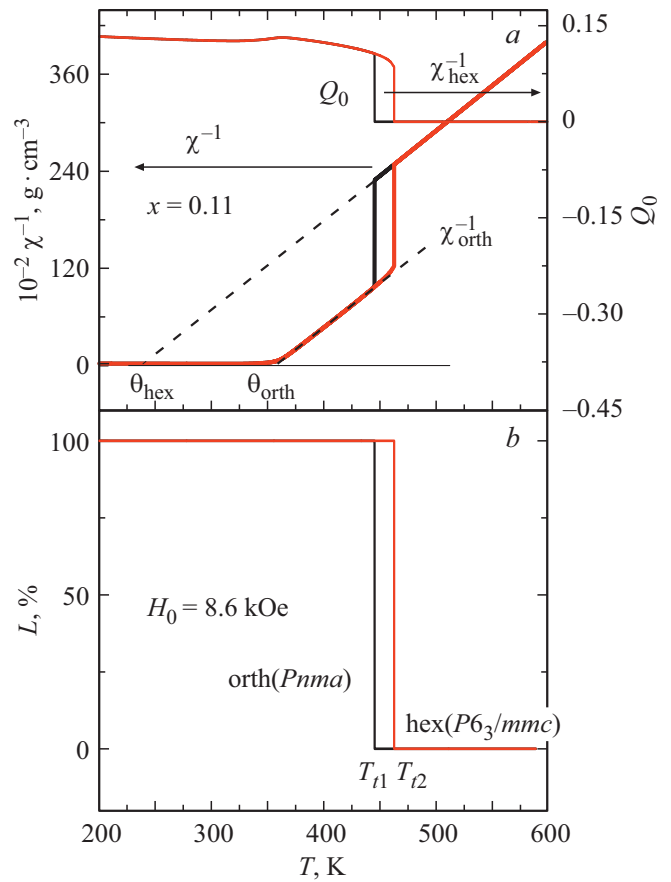 a
0.15
360
χ⁻¹hex
Q₀
0
240
χ⁻¹
10⁻² χ⁻¹, g · cm⁻³
x = 0.11
−0.15
Q₀
χ⁻¹orth
120
−0.30
0
θhex
θorth
−0.45
b
100
L, %
50
H₀ = 8.6 kOe
orth(Pnma)
hex(P6₃/mmc)
0
Tt1 Tt2
200 300 400 500 600
T, K